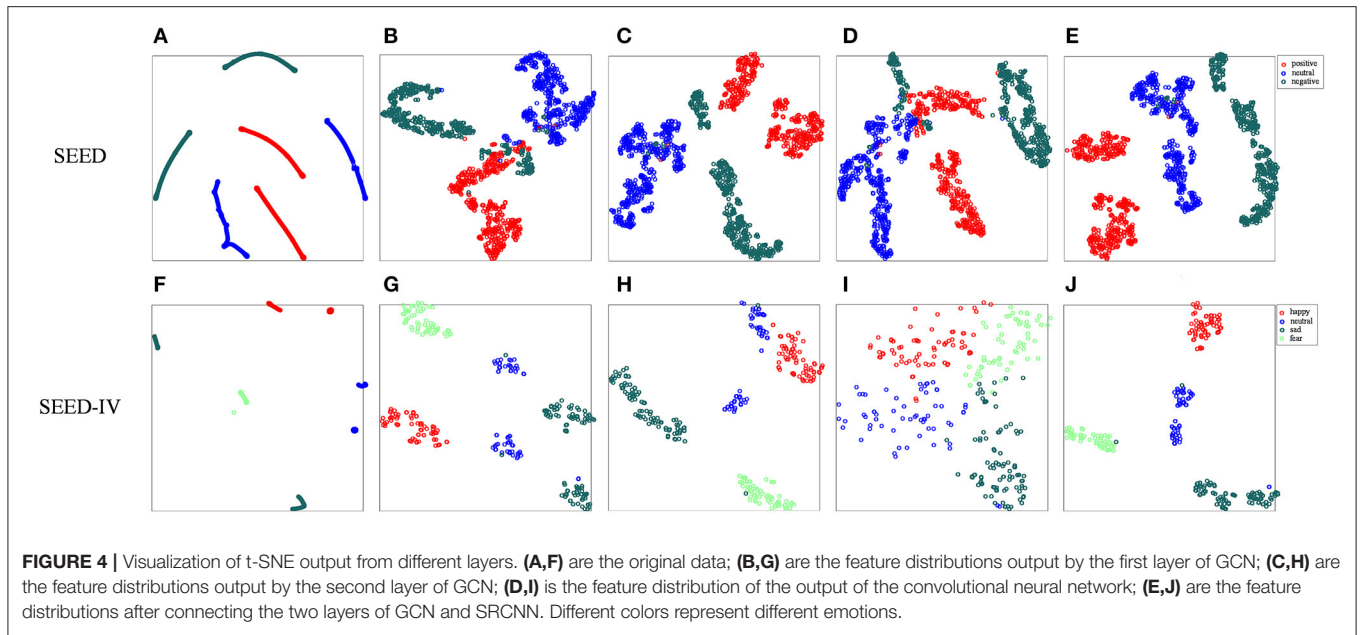 A B C D E
positive
neutral
negative
SEED
F G H I J
happy
neutral
sad
fear
SEED-IV
FIGURE 4 | Visualization of t-SNE output from different layers. (A,F) are the original data; (B,G) are the feature distributions output by the first layer of GCN; (C,H) are
the feature distributions output by the second layer of GCN; (D,I) is the feature distribution of the output of the convolutional neural network; (E,J) are the feature
distributions after connecting the two layers of GCN and SRCNN. Different colors represent different emotions.